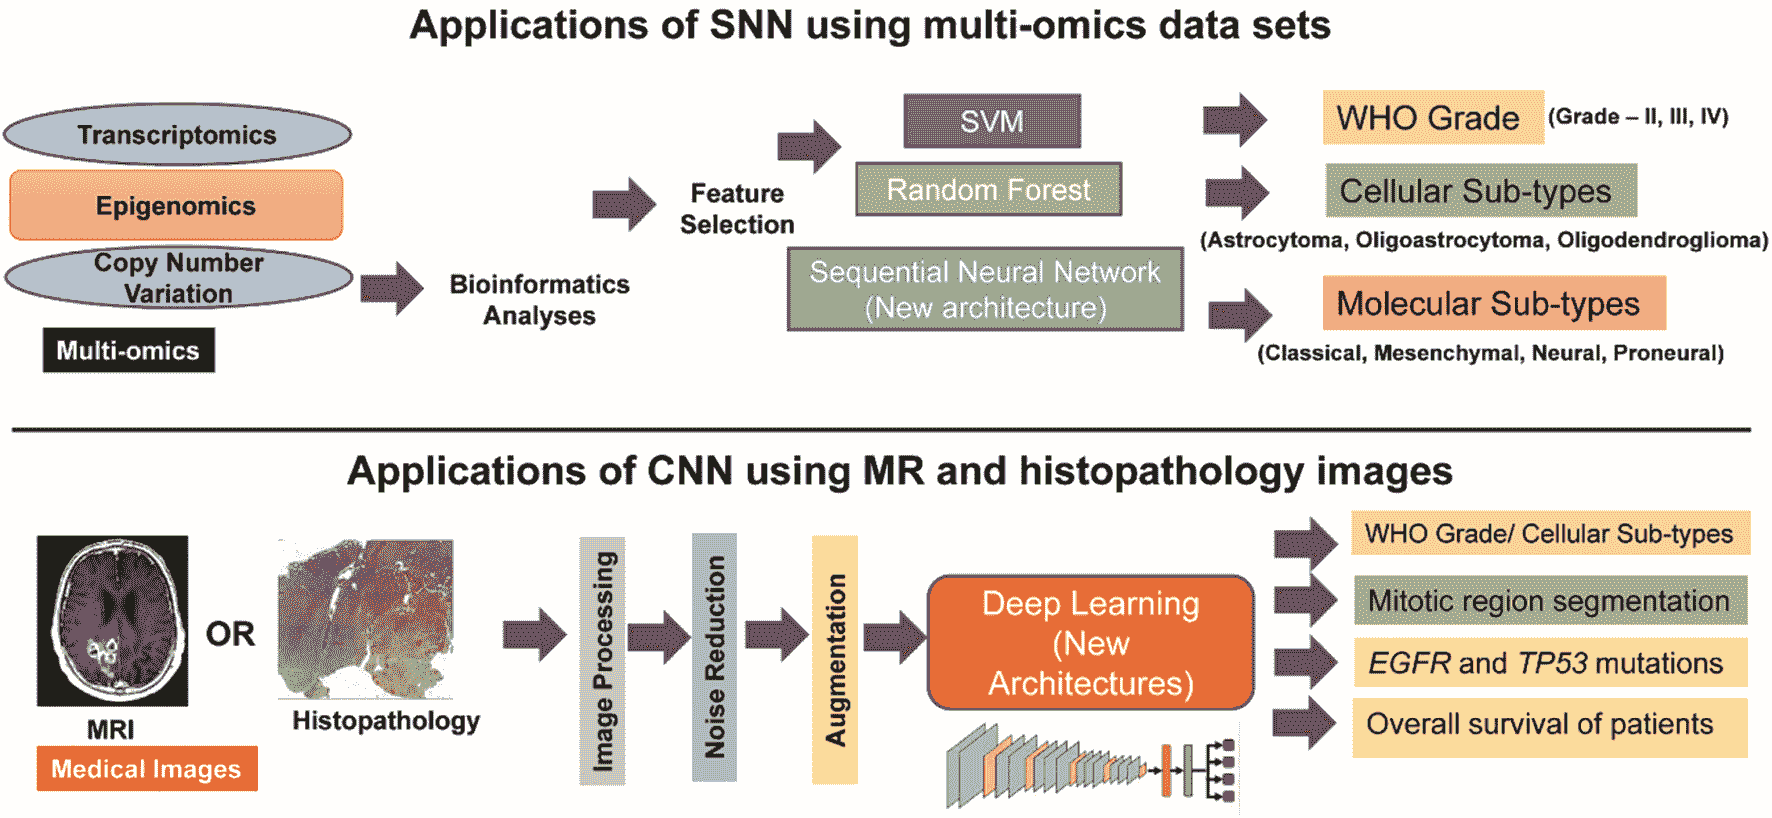 Applications of SNN using multi-omics data sets
Transcriptomics
Epigenomics
Copy Number
Variation
Multi-omics
Bioinformatics
Analyses
Feature
Selection
SVM
Random Forest
Sequential Neural Network
(New architecture)
WHO Grade (Grade – II, III, IV)
Cellular Sub-types
(Astrocytoma, Oligoastrocytoma, Oligodendroglioma)
Molecular Sub-types
(Classical, Mesenchymal, Neural, Proneural)
Applications of CNN using MR and histopathology images
MRI
OR
Histopathology
Medical Images
Image Processing
Noise Reduction
Augmentation
Deep Learning
(New
Architectures)
WHO Grade/ Cellular Sub-types
Mitotic region segmentation
EGFR and TP53 mutations
Overall survival of patients